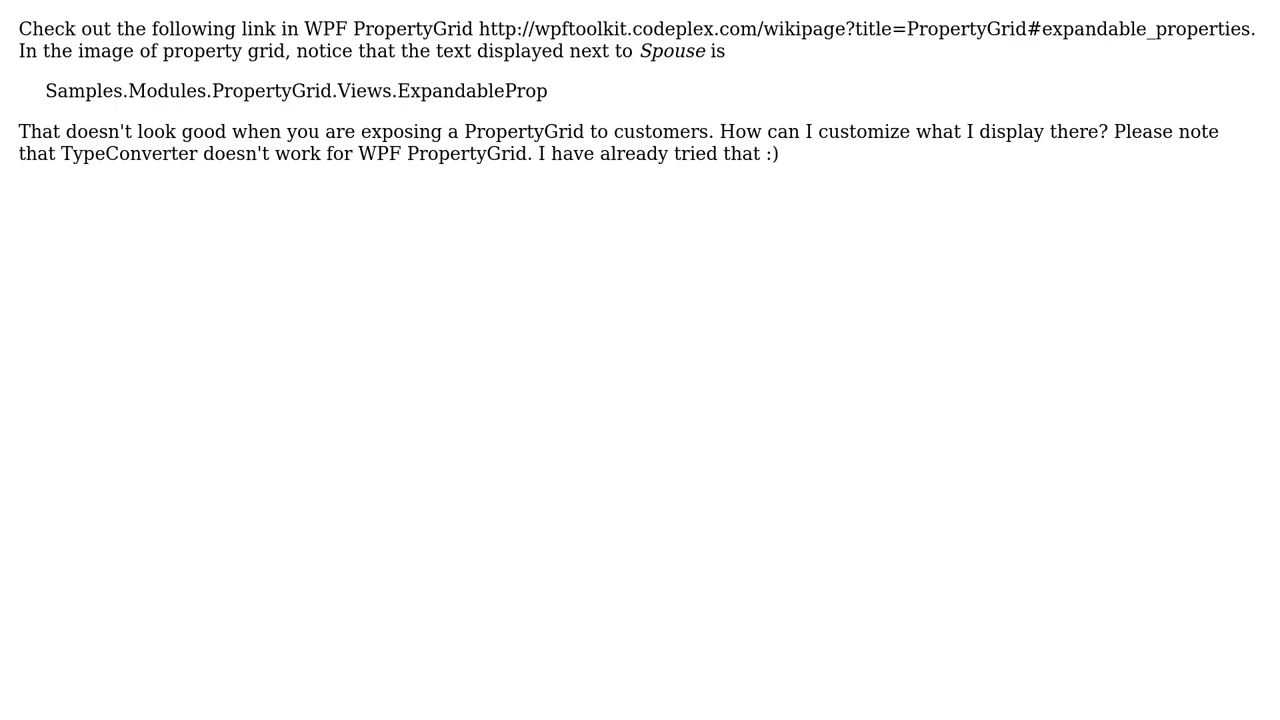 Check out the following link in WPF PropertyGrid http://wpftoolkit.codeplex.com/wikipage?title=PropertyGrid#expandable_properties.
In the image of property grid, notice that the text displayed next to Spouse is
Samples.Modules.PropertyGrid.Views.ExpandableProp
That doesn't look good when you are exposing a PropertyGrid to customers. How can I customize what I display there? Please note
that TypeConverter doesn't work for WPF PropertyGrid. I have already tried that :)